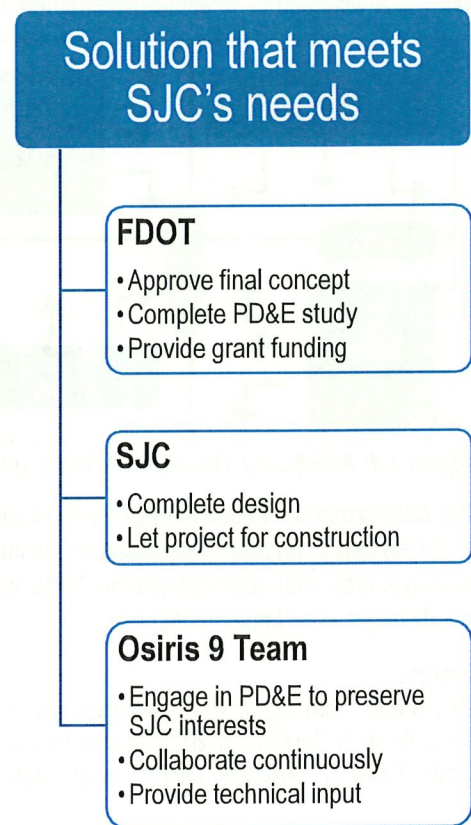 Solution that meets
SJC's needs
FDOT
• Approve final concept
• Complete PD&E study
• Provide grant funding
SJC
• Complete design
• Let project for construction
Osiris 9 Team
• Engage in PD&E to preserve
SJC interests
• Collaborate continuously
• Provide technical input